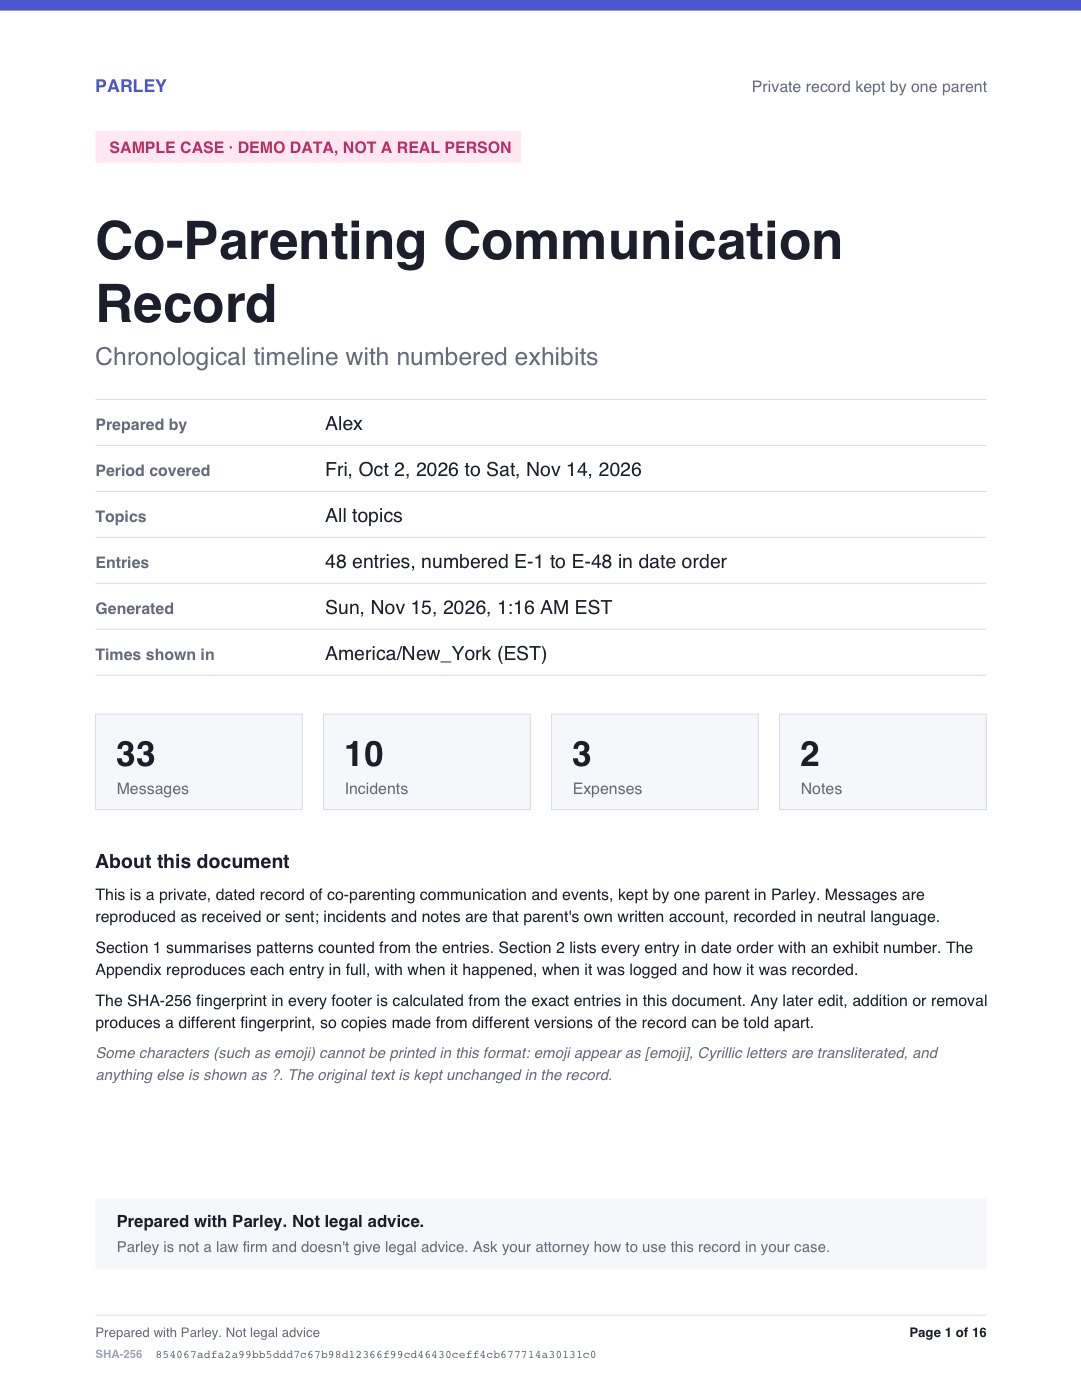 PARLEY
Private record kept by one parent
SAMPLE CASE · DEMO DATA, NOT A REAL PERSON
Co-Parenting Communication
Record
Chronological timeline with numbered exhibits
Prepared by Alex
Period covered Fri, Oct 2, 2026 to Sat, Nov 14, 2026
Topics All topics
Entries 48 entries, numbered E-1 to E-48 in date order
Generated Sun, Nov 15, 2026, 1:16 AM EST
Times shown in America/New_York (EST)
33 10 3 2
Messages Incidents Expenses Notes
About this document
This is a private, dated record of co-parenting communication and events, kept by one parent in Parley. Messages are
reproduced as received or sent; incidents and notes are that parent's own written account, recorded in neutral language.
Section 1 summarises patterns counted from the entries. Section 2 lists every entry in date order with an exhibit number. The
Appendix reproduces each entry in full, with when it happened, when it was logged and how it was recorded.
The SHA-256 fingerprint in every footer is calculated from the exact entries in this document. Any later edit, addition or removal
produces a different fingerprint, so copies made from different versions of the record can be told apart.
Some characters (such as emoji) cannot be printed in this format: emoji appear as [emoji], Cyrillic letters are transliterated, and
anything else is shown as ?. The original text is kept unchanged in the record.
Prepared with Parley. Not legal advice.
Parley is not a law firm and doesn't give legal advice. Ask your attorney how to use this record in your case.
Prepared with Parley. Not legal advice
Page 1 of 16
SHA-256 854067adfa2a99bb5ddd7c67b98d12366f99cd46430ceff4cb677714a30131c0